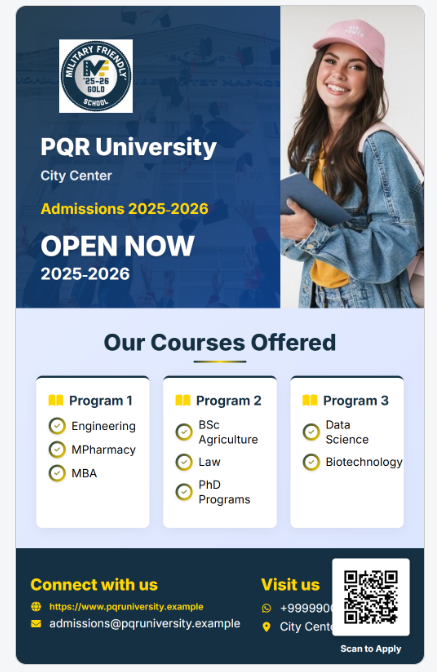 MILITARY FRIENDLY
'25-26
GOLD
SCHOOL
PQR University
City Center
Admissions 2025-2026
OPEN NOW
2025-2026
Our Courses Offered
Program 1
Engineering
MPharmacy
MBA
Program 2
BSc
Agriculture
Law
PhD
Programs
Program 3
Data
Science
Biotechnology
Connect with us
https://www.pqruniversity.example
admissions@pqruniversity.example
Visit us
City
Scan to Apply